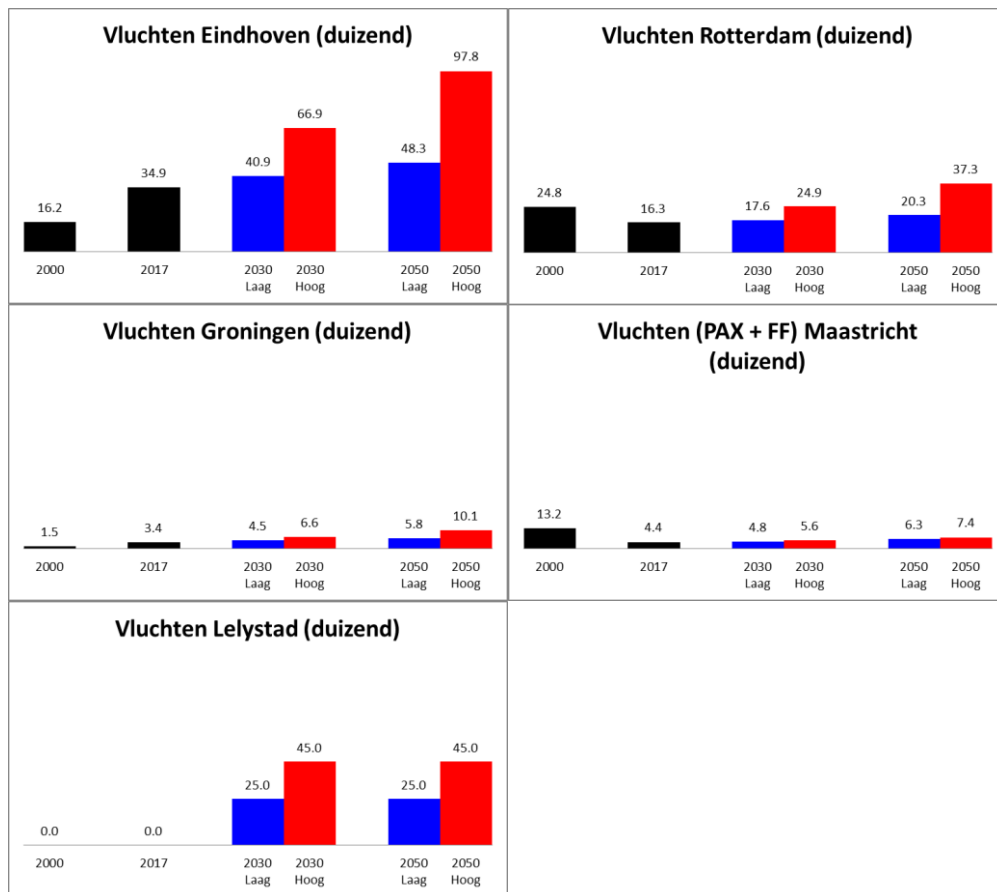 Vluchten Eindhoven (duizend)
97.8
66.9
48.3
40.9
34.9
16.2
2000 2017 2030 2030 2050 2050
Laag Hoog Laag Hoog
Vluchten Rotterdam (duizend)
37.3
24.8 24.9
20.3
16.3 17.6
2000 2017 2030 2030 2050 2050
Laag Hoog Laag Hoog
Vluchten Groningen (duizend)
1.5 3.4 4.5 6.6 5.8 10.1
2000 2017 2030 2030 2050 2050
Laag Hoog Laag Hoog
Vluchten (PAX + FF) Maastricht
(duizend)
13.2 4.4 4.8 5.6 6.3 7.4
2000 2017 2030 2030 2050 2050
Laag Hoog Laag Hoog
Vluchten Lelystad (duizend)
45.0 45.0
25.0 25.0
0.0 0.0
2000 2017 2030 2030 2050 2050
Laag Hoog Laag Hoog